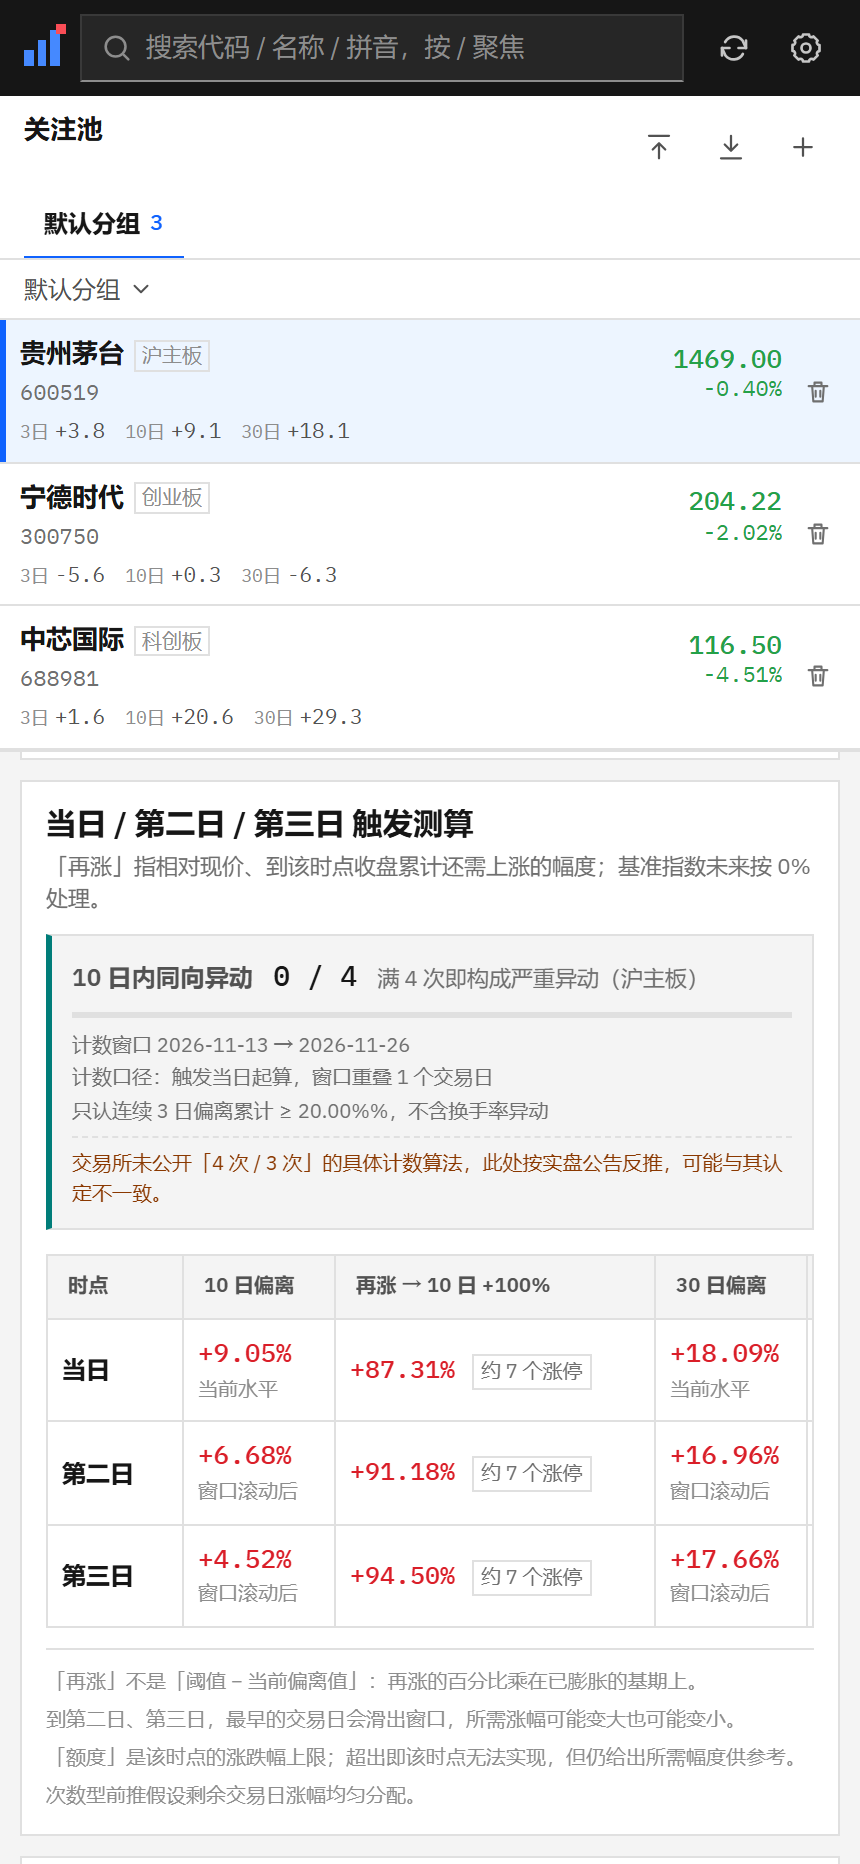 搜索代码 / 名称 / 拼音，按 / 聚焦
关注池
默认分组 3
默认分组
贵州茅台 沪主板
1469.00
600519
-0.40%
3日 +3.8 10日 +9.1 30日 +18.1
宁德时代 创业板
204.22
300750
-2.02%
3日 -5.6 10日 +0.3 30日 -6.3
中芯国际 科创板
116.50
688981
-4.51%
3日 +1.6 10日 +20.6 30日 +29.3
当日 / 第二日 / 第三日 触发测算
「再涨」指相对现价、到该时点收盘累计还需上涨的幅度；基准指数未来按 0%
处理。
10 日内同向异动 0 / 4 满 4 次即构成严重异动（沪主板）
计数窗口 2026-11-13 → 2026-11-26
计数口径：触发当日起算，窗口重叠 1 个交易日
只认连续 3 日偏离累计 ≥ 20.00%%，不含换手率异动
交易所未公开「4 次 / 3 次」的具体计数算法，此处按实盘公告反推，可能与其认
定不一致。
时点 10 日偏离 再涨 → 10 日 +100% 30 日偏离
当日 +9.05% 当前水平 +87.31% 约 7 个涨停 +18.09% 当前水平
第二日 +6.68% 窗口滚动后 +91.18% 约 7 个涨停 +16.96% 窗口滚动后
第三日 +4.52% 窗口滚动后 +94.50% 约 7 个涨停 +17.66% 窗口滚动后
「再涨」不是「阈值 − 当前偏离值」：再涨的百分比乘在已膨胀的基期上。
到第二日、第三日，最早的交易日会滑出窗口，所需涨幅可能变大也可能变小。
「额度」是该时点的涨跌幅上限；超出即该时点无法实现，但仍给出所需幅度供参考。
次数型前推假设剩余交易日涨幅均匀分配。